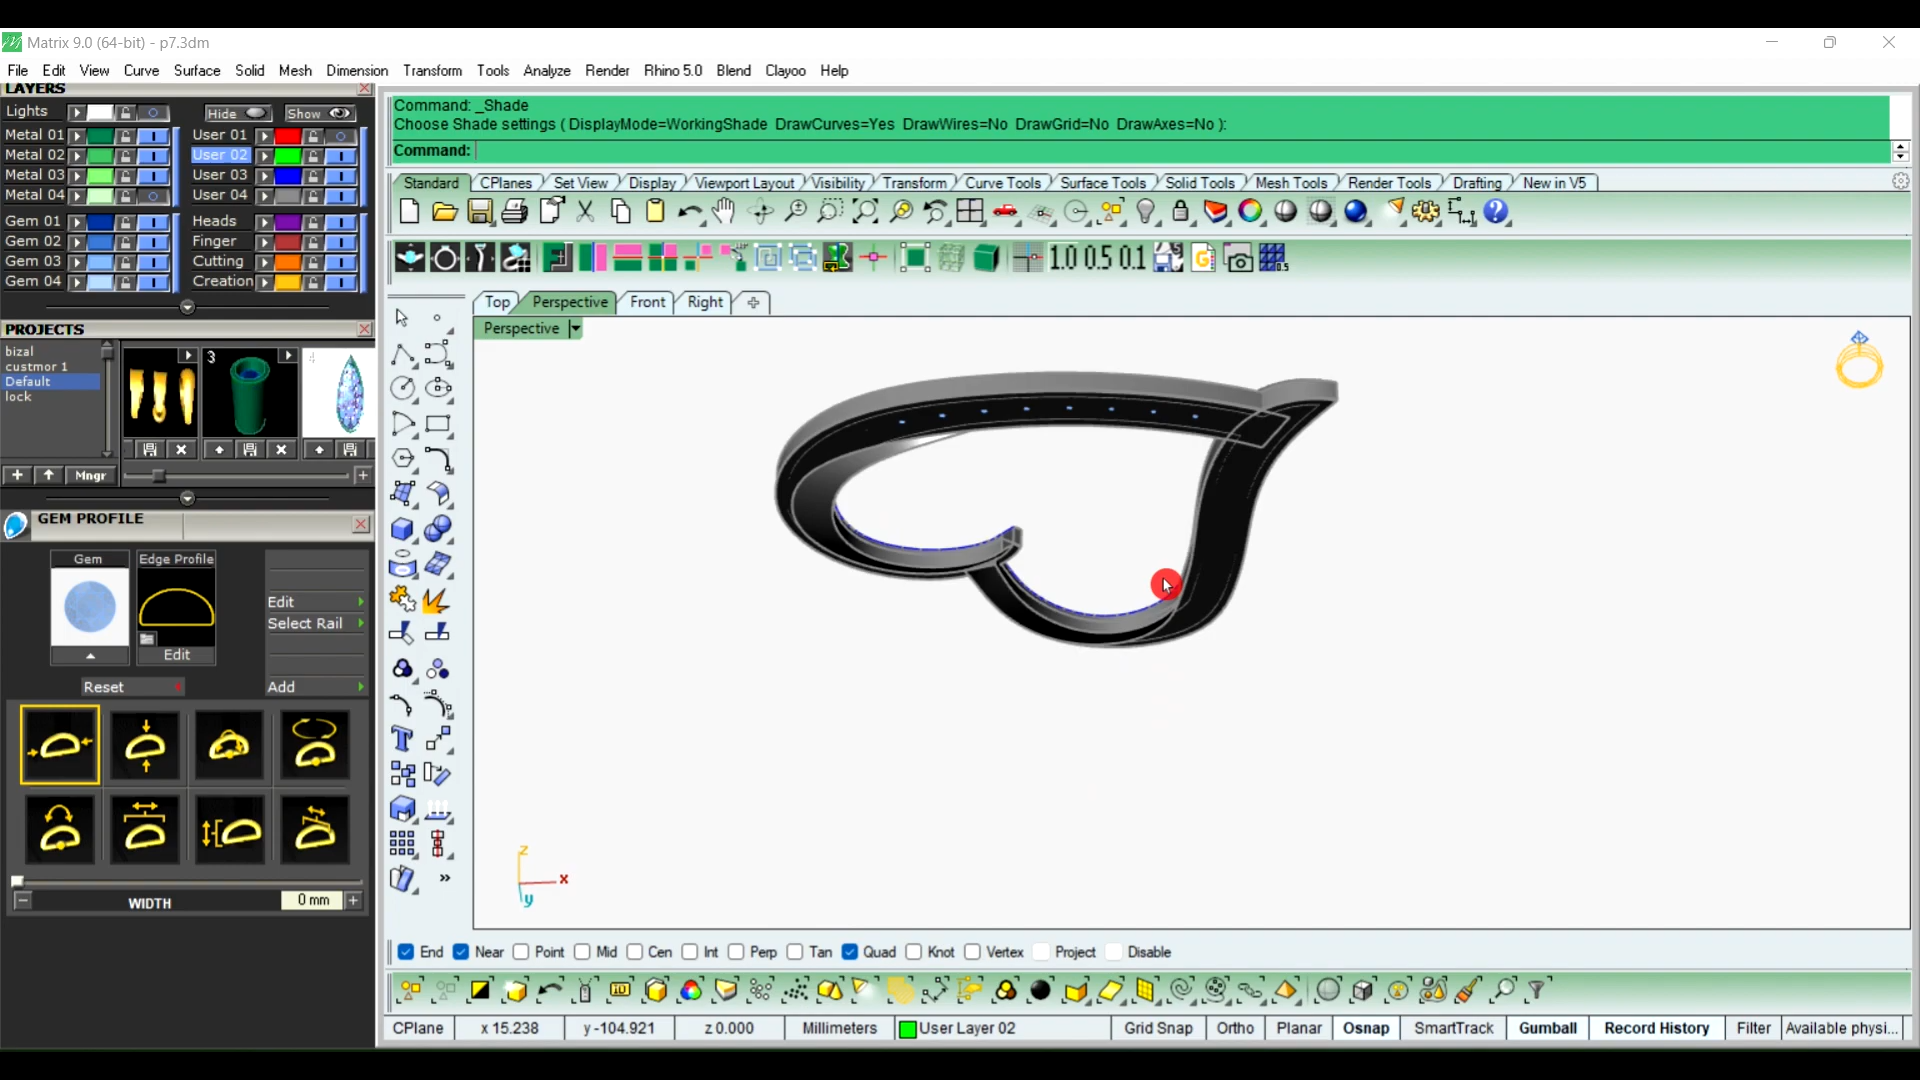 Matrix 9.0 (64-bit) - p7.3dm
File Edit View Curve Surface Solid Mesh Dimension Transform Tools Analyze Render Rhino 5.0 Blend Clayoo Help
LAYERS
Lights Hide Show
Metal 01 User 01
Metal 02 User 02
Metal 03 User 03
Metal 04 User 04
Gem 01 Heads
Gem 02 Finger
Gem 03 Cutting
Gem 04 Creation
PROJECTS
bizal
custmor 1
Default
lock
3
4
Mngr
GEM PROFILE
Gem Edge Profile
Edit
Select Rail
Edit
Reset Add
WIDTH 0 mm
Command: _Shade
Choose Shade settings ( DisplayMode=WorkingShade DrawCurves=Yes DrawWires=No DrawGrid=No DrawAxes=No ):
Command:
Standard CPlanes Set View Display Viewport Layout Visibility Transform Curve Tools Surface Tools Solid Tools Mesh Tools Render Tools Drafting New in V5
1.0 0.5 0.1
Top Perspective Front Right
Perspective
z
x
y
End Near Point Mid Cen Int Perp Tan Quad Knot Vertex Project Disable
CPlane x 15.238 y -104.921 z 0.000 Millimeters User Layer 02 Grid Snap Ortho Planar Osnap SmartTrack Gumball Record History Filter Available physi...